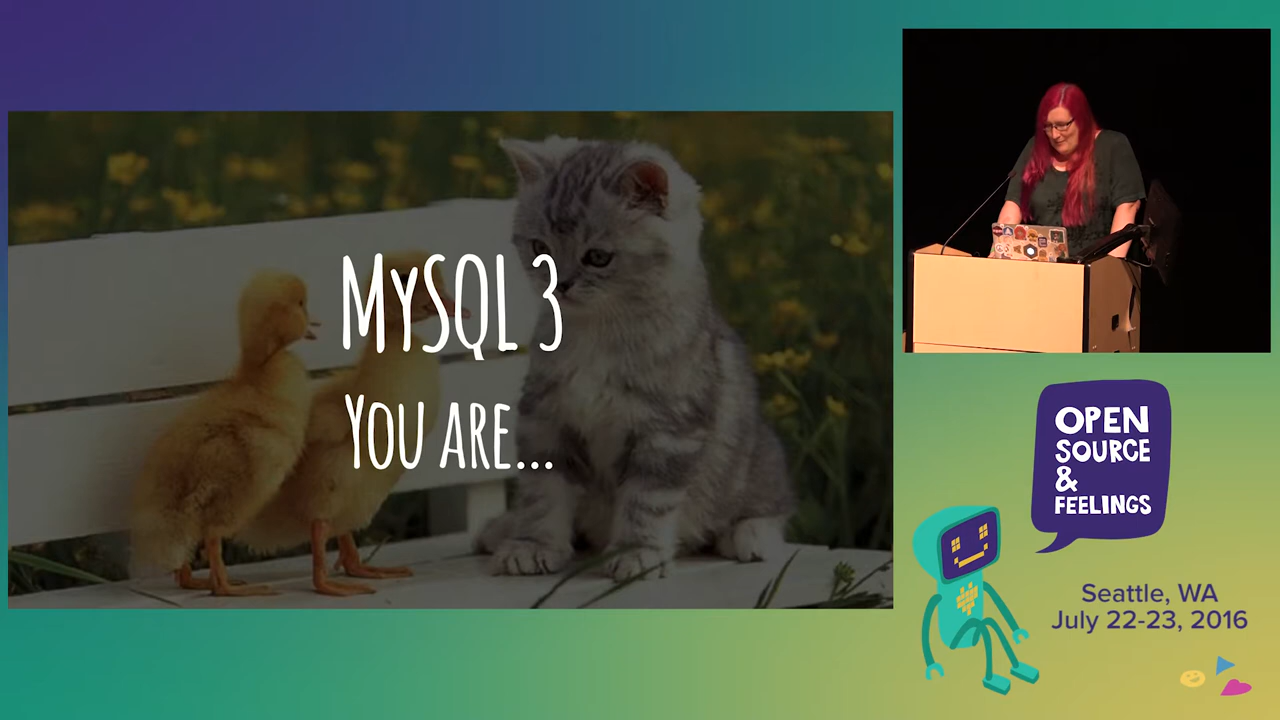 MySQL 3
You are...
OPEN
SOURCE
&
FEELINGS
Seattle, WA
July 22-23, 2016